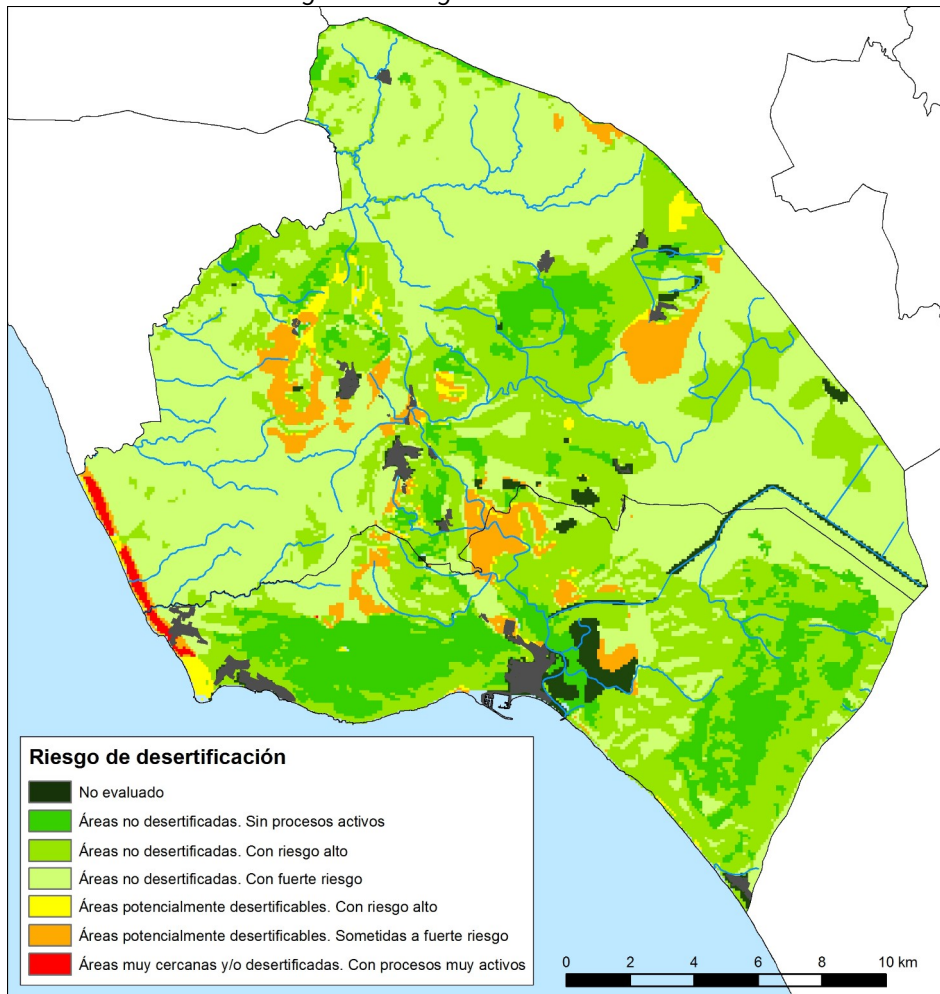 Riesgo de desertificación
No evaluado
Áreas no desertificadas. Sin procesos activos
Áreas no desertificadas. Con riesgo alto
Áreas no desertificadas. Con fuerte riesgo
Áreas potencialmente desertificables. Con riesgo alto
Áreas potencialmente desertificables. Sometidas a fuerte riesgo
Áreas muy cercanas y/o desertificadas. Con procesos muy activos
0 2 4 6 8 10 km